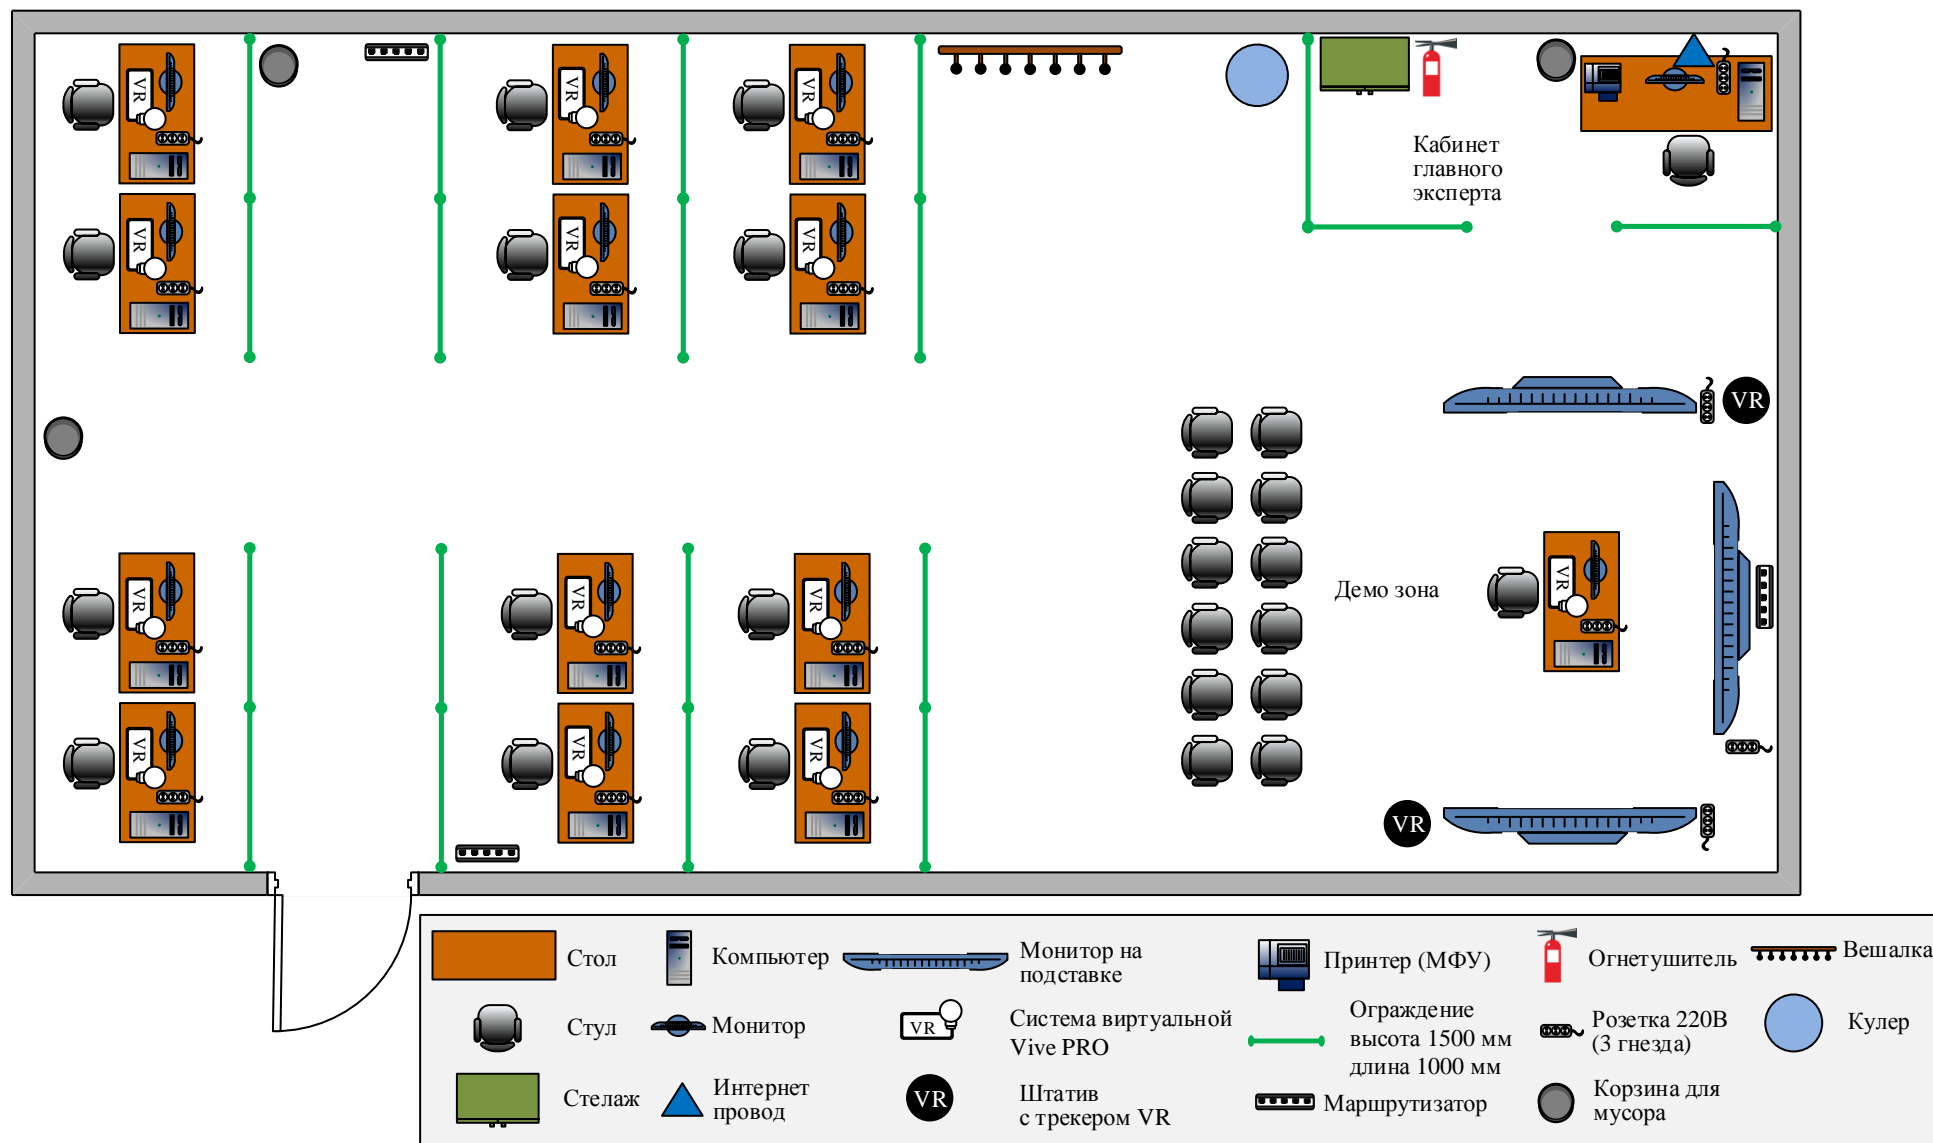 VR
VR
VR
Кабинет
главного
эксперта
VR
VR
VR
VR
VR
VR
VR
Демо зона
VR
VR
VR
VR
VR
Стол
Компьютер
Монитор на
подставке
Принтер (МФУ)
Огнетушитель
Вешалка
Стул
Монитор
VR
Система виртуальной
Vive PRO
Ограждение
высота 1500 мм
длина 1000 мм
Розетка 220В
(3 гнезда)
Кулер
Стелаж
Интернет
провод
VR
Штатив
с трекером VR
Маршрутизатор
Корзина для
мусора